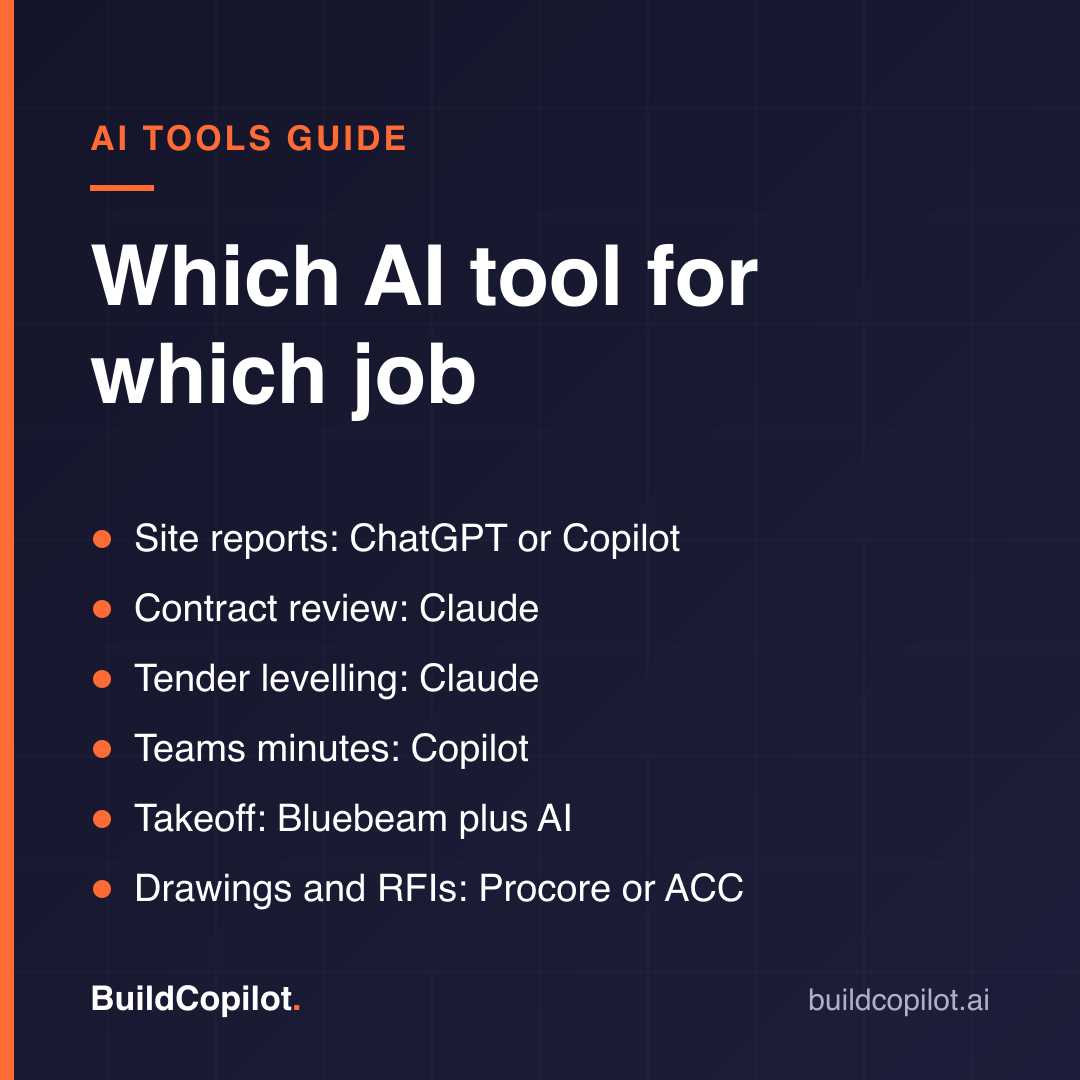 AI TOOLS GUIDE
Which AI tool for
which job
Site reports: ChatGPT or Copilot
Contract review: Claude
Tender levelling: Claude
Teams minutes: Copilot
Takeoff: Bluebeam plus AI
Drawings and RFIs: Procore or ACC
BuildCopilot.
buildcopilot.ai